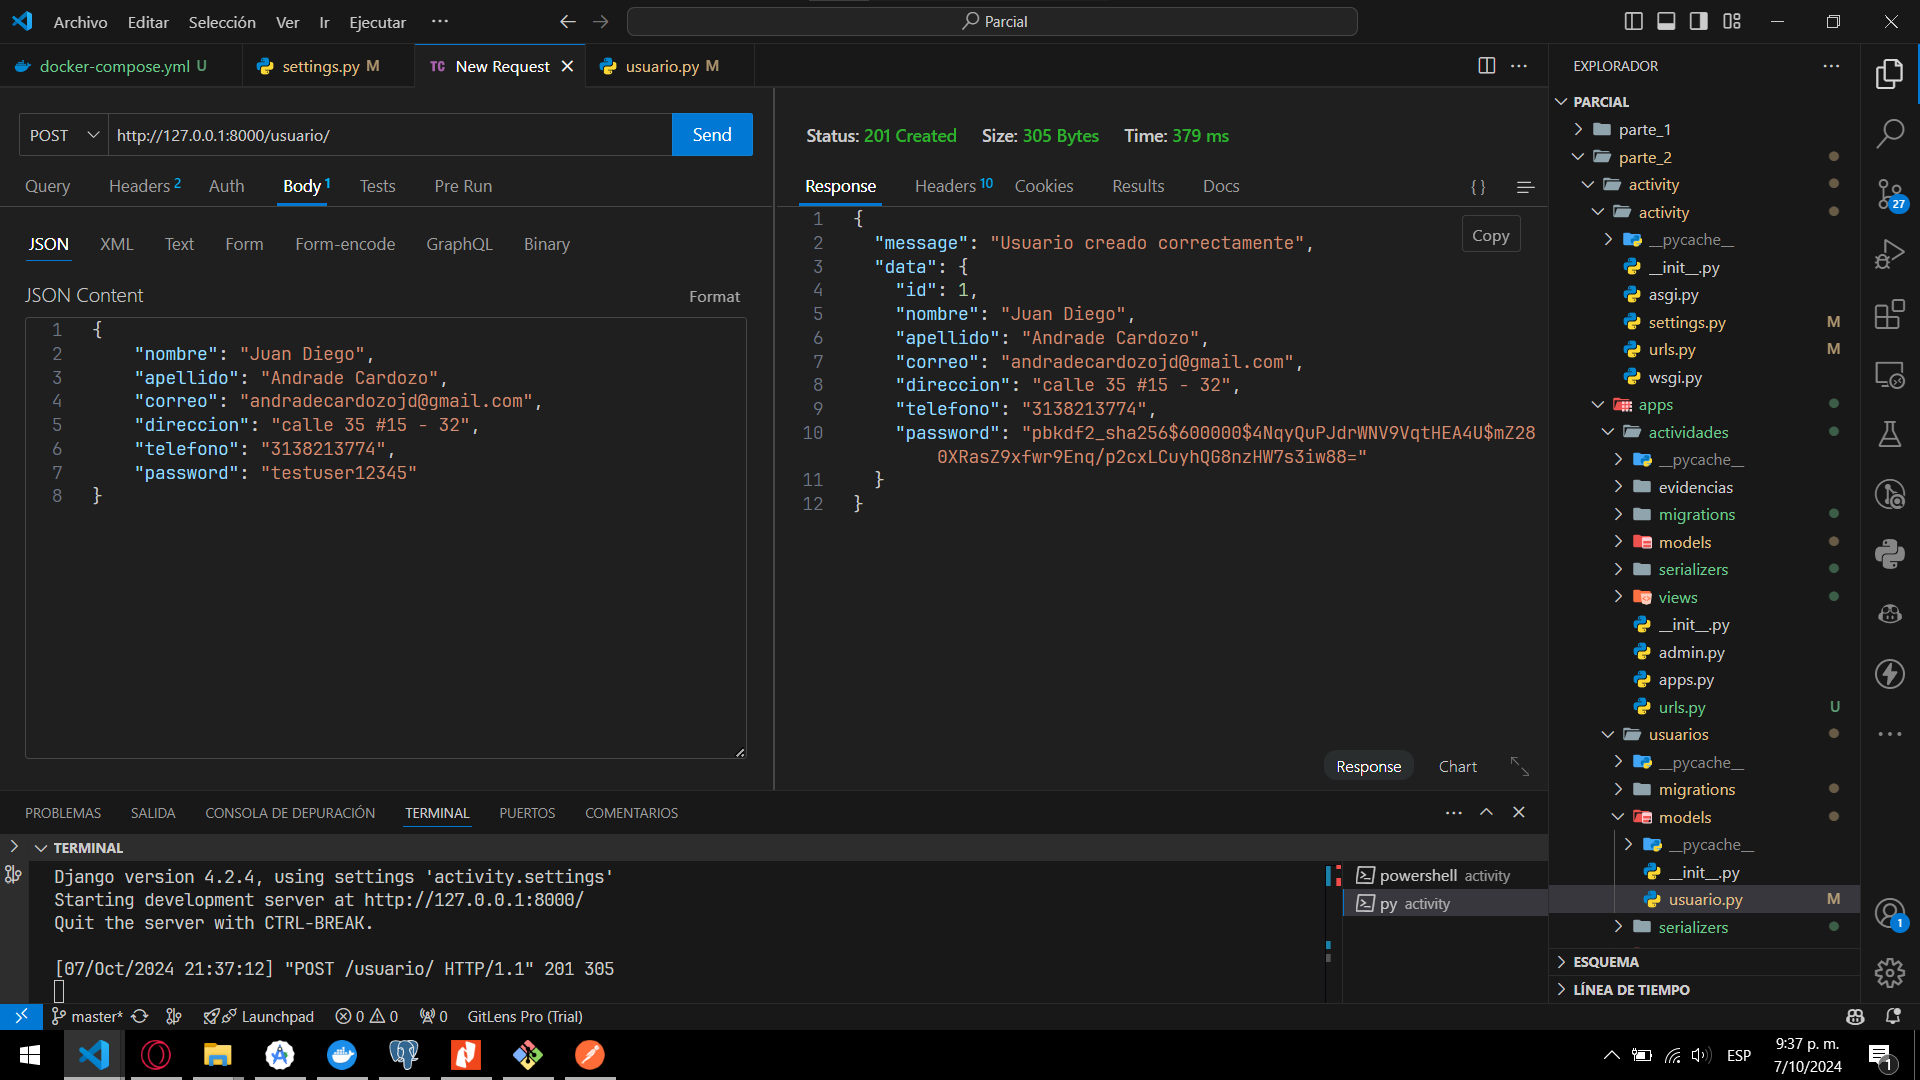 Archivo Editar Selección Ver Ir Ejecutar ··· Parcial
docker-compose.yml U settings.py M TC New Request usuario.py M
POST http://127.0.0.1:8000/usuario/ Send
Query Headers 2 Auth Body 1 Tests Pre Run
JSON XML Text Form Form-encode GraphQL Binary
JSON Content Format
1 {
2 "nombre": "Juan Diego",
3 "apellido": "Andrade Cardozo",
4 "correo": "andradecardozojd@gmail.com",
5 "direccion": "calle 35 #15 - 32",
6 "telefono": "3138213774",
7 "password": "testuser12345"
8 }
Status: 201 Created Size: 305 Bytes Time: 379 ms
Response Headers 10 Cookies Results Docs { }
Copy
1 {
2 "message": "Usuario creado correctamente",
3 "data": {
4 "id": 1,
5 "nombre": "Juan Diego",
6 "apellido": "Andrade Cardozo",
7 "correo": "andradecardozojd@gmail.com",
8 "direccion": "calle 35 #15 - 32",
9 "telefono": "3138213774",
10 "password": "pbkdf2_sha256$600000$4NqyQuPJdrWNV9VqtHEA4U$mZ28
0XRasZ9xfwr9Enq/p2cxLCuyhQG8nzHW7s3iw88="
11 }
12 }
Response Chart
PROBLEMAS SALIDA CONSOLA DE DEPURACIÓN TERMINAL PUERTOS COMENTARIOS
TERMINAL
Django version 4.2.4, using settings 'activity.settings'
Starting development server at http://127.0.0.1:8000/
Quit the server with CTRL-BREAK.
[07/Oct/2024 21:37:12] "POST /usuario/ HTTP/1.1" 201 305
powershell activity
py activity
EXPLORADOR
PARCIAL
parte_1
parte_2
activity
activity
__pycache__
__init__.py
asgi.py
settings.py M
urls.py M
wsgi.py
apps
actividades
__pycache__
evidencias
migrations
models
serializers
views
__init__.py
admin.py
apps.py
urls.py U
usuarios
__pycache__
migrations
models
__pycache__
__init__.py
usuario.py M
serializers
ESQUEMA
LÍNEA DE TIEMPO
27
1
master* Launchpad 0 0 0 GitLens Pro (Trial)
ESP 9:37 p. m.
7/10/2024
1